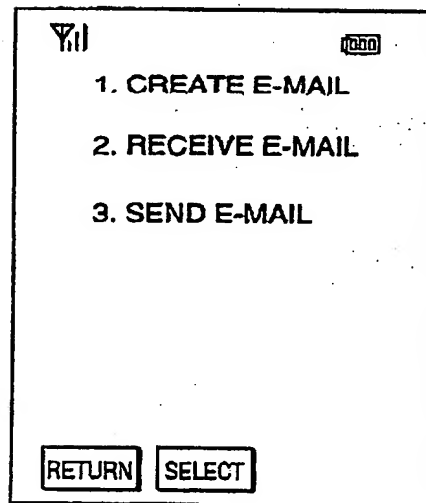 1. CREATE E-MAIL
2. RECEIVE E-MAIL
3. SEND E-MAIL
RETURN SELECT